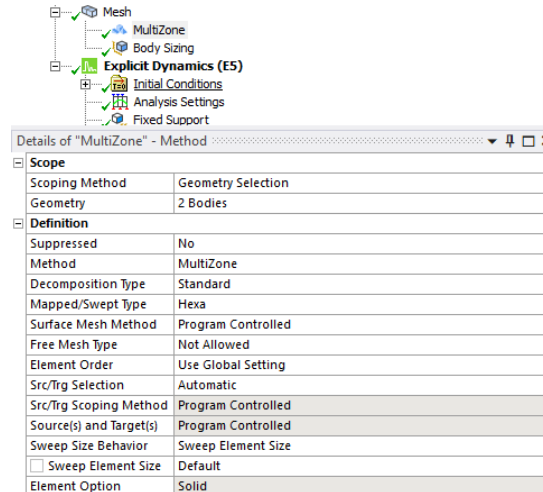 Mesh
MultiZone
Body Sizing
Explicit Dynamics (E5)
T=0 Initial Conditions
Analysis Settings
Fixed Support
Details of "MultiZone" - Method
Scope
Scoping Method Geometry Selection
Geometry 2 Bodies
Definition
Suppressed No
Method MultiZone
Decomposition Type Standard
Mapped/Swept Type Hexa
Surface Mesh Method Program Controlled
Free Mesh Type Not Allowed
Element Order Use Global Setting
Src/Trg Selection Automatic
Src/Trg Scoping Method Program Controlled
Source(s) and Target(s) Program Controlled
Sweep Size Behavior Sweep Element Size
Sweep Element Size Default
Element Option Solid